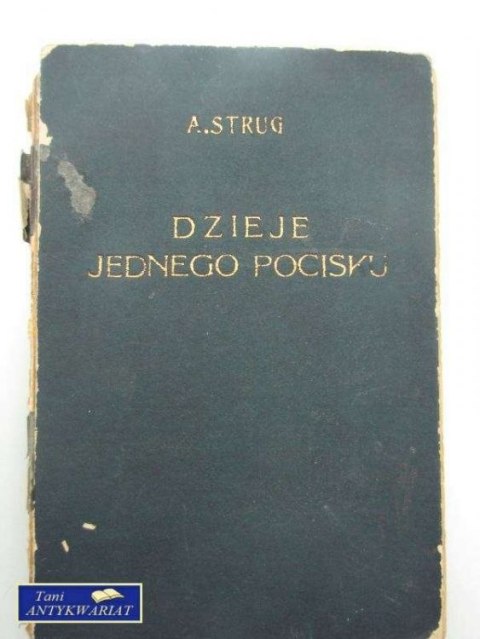 A. STRUG
DZIEJE
JEDNEGO POCISKU
Tani
ANTYKWARIAT